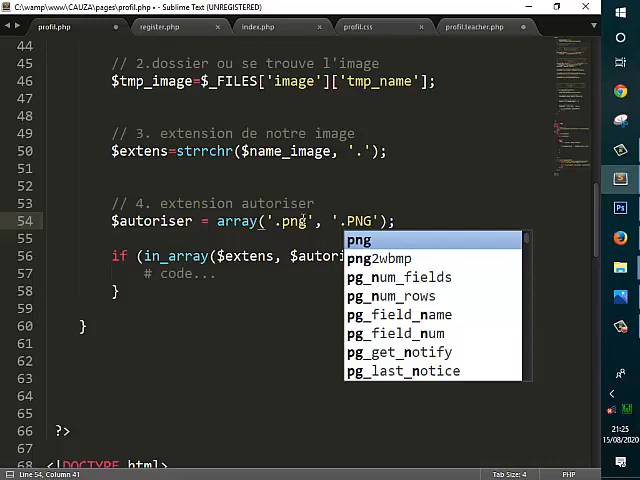 C:\wamp\www\CAUZA\pages\profil.php • - Sublime Text (UNREGISTERED)
profil.php
register.php
index.php
profil.css
profil.teacher.php
44
45 // 2.dossier ou se trouve l'image
46 $tmp_image=$_FILES['image']['tmp_name'];
47
48
49 // 3. extension de notre image
50 $extens=strrchr($name_image, '.');
51
52
53 // 4. extension autoriser
54 $autoriser = array('.png', '.PNG');
55
56 if (in_array($extens, $autori
57 # code...
58 }
59
60 }
61
62
63
64
65
66 ?>
67
68 <!DOCTYPE html>
png
png2wbmp
pg_num_fields
pg_num_rows
pg_field_name
pg_field_num
pg_get_notify
pg_last_notice
Line 54, Column 41
Tab Size: 4
PHP
21:25
15/08/2020